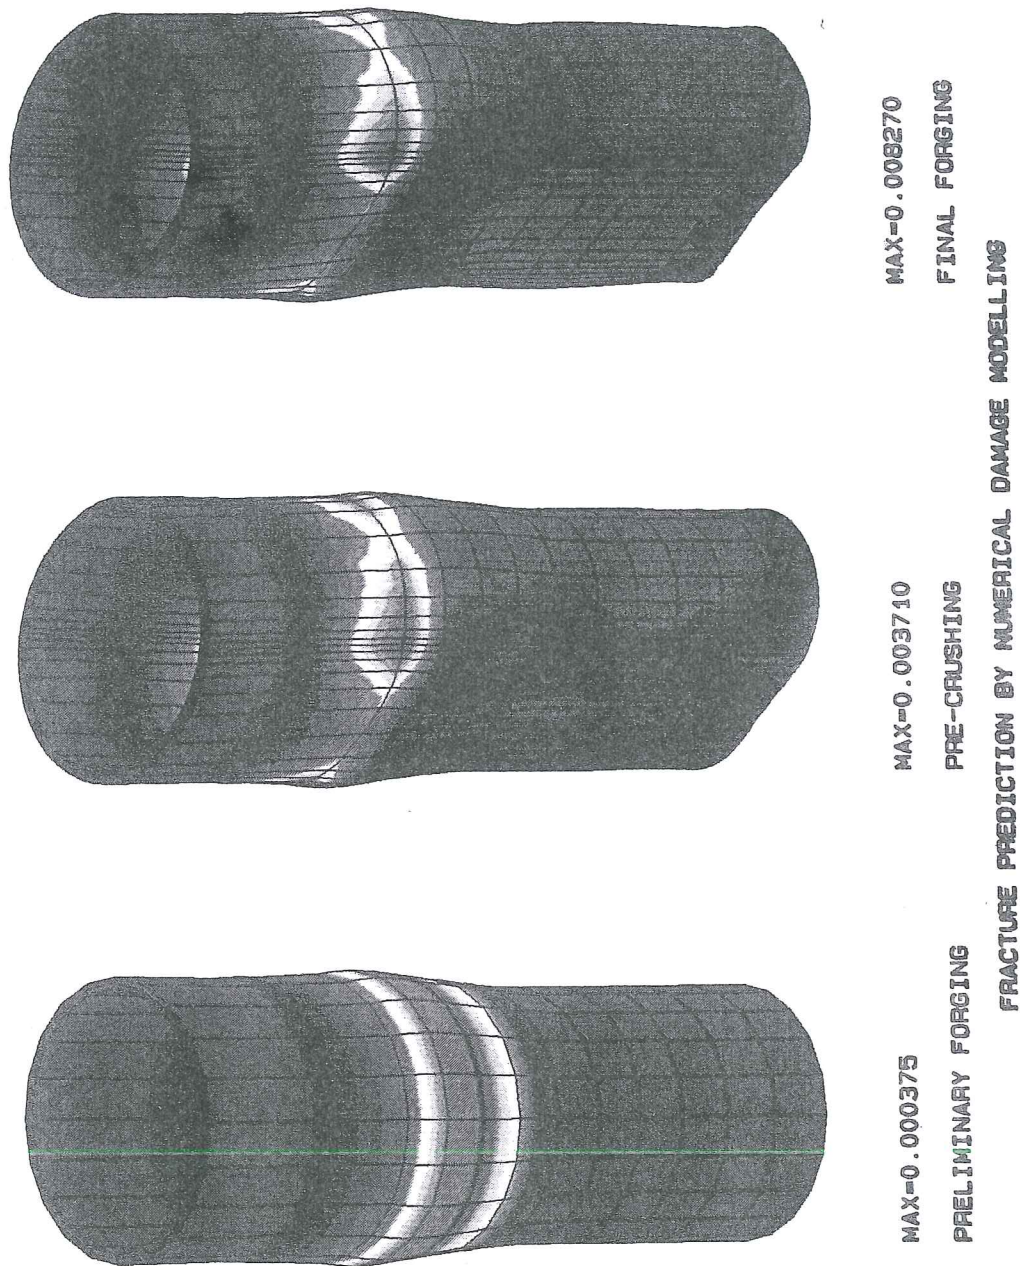 MAX=0.000375
PRELIMINARY FORGING
MAX=0.003710
PRE-CRUSHING
MAX=0.008270
FINAL FORGING
FRACTURE PREDICTION BY NUMERICAL DAMAGE MODELLING